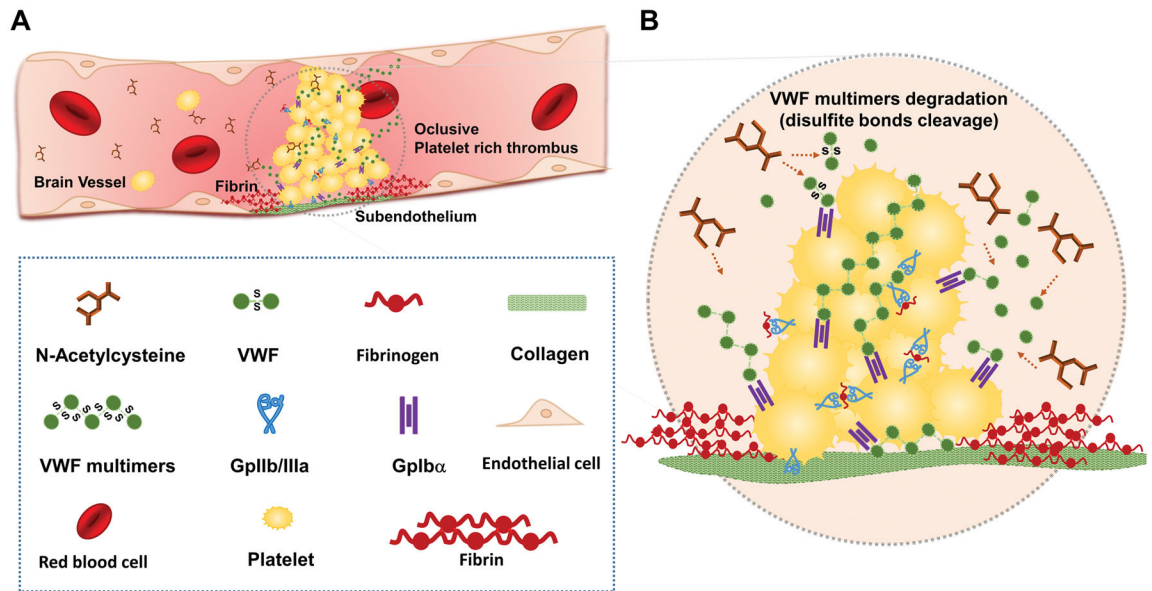 A
Oclusive
Platelet rich thrombus
Brain Vessel
Fibrin
Subendothelium
S
S
N-Acetylcysteine
VWF
Fibrinogen
Collagen
S S S S
S S S S
VWF multimers
GpIIb/IIIa
GpIbα
Endothelial cell
Red blood cell
Platelet
Fibrin
B
VWF multimers degradation
(disulfite bonds cleavage)
S S
S S